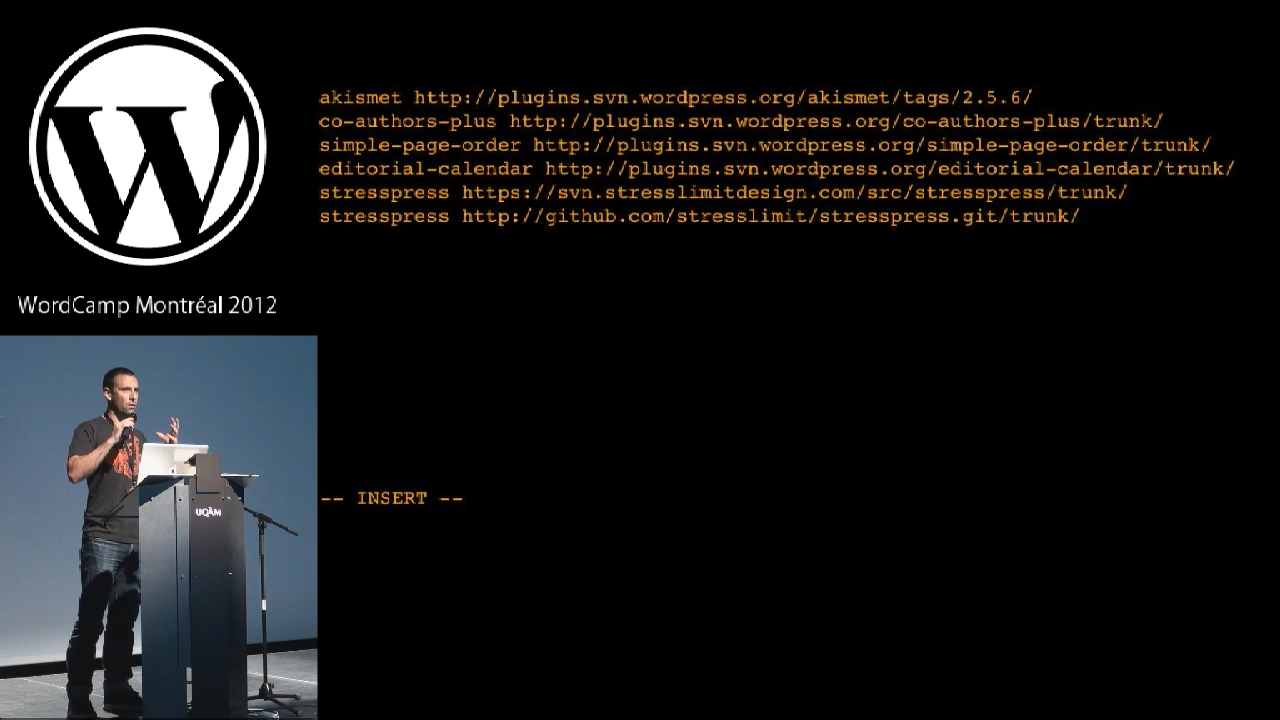 W
akismet http://plugins.svn.wordpress.org/akismet/tags/2.5.6/
co-authors-plus http://plugins.svn.wordpress.org/co-authors-plus/trunk/
simple-page-order http://plugins.svn.wordpress.org/simple-page-order/trunk/
editorial-calendar http://plugins.svn.wordpress.org/editorial-calendar/trunk/
stresspress https://svn.stresslimitdesign.com/src/stresspress/trunk/
stresspress http://github.com/stresslimit/stresspress.git/trunk/
WordCamp Montréal 2012
-- INSERT --
UQÀM